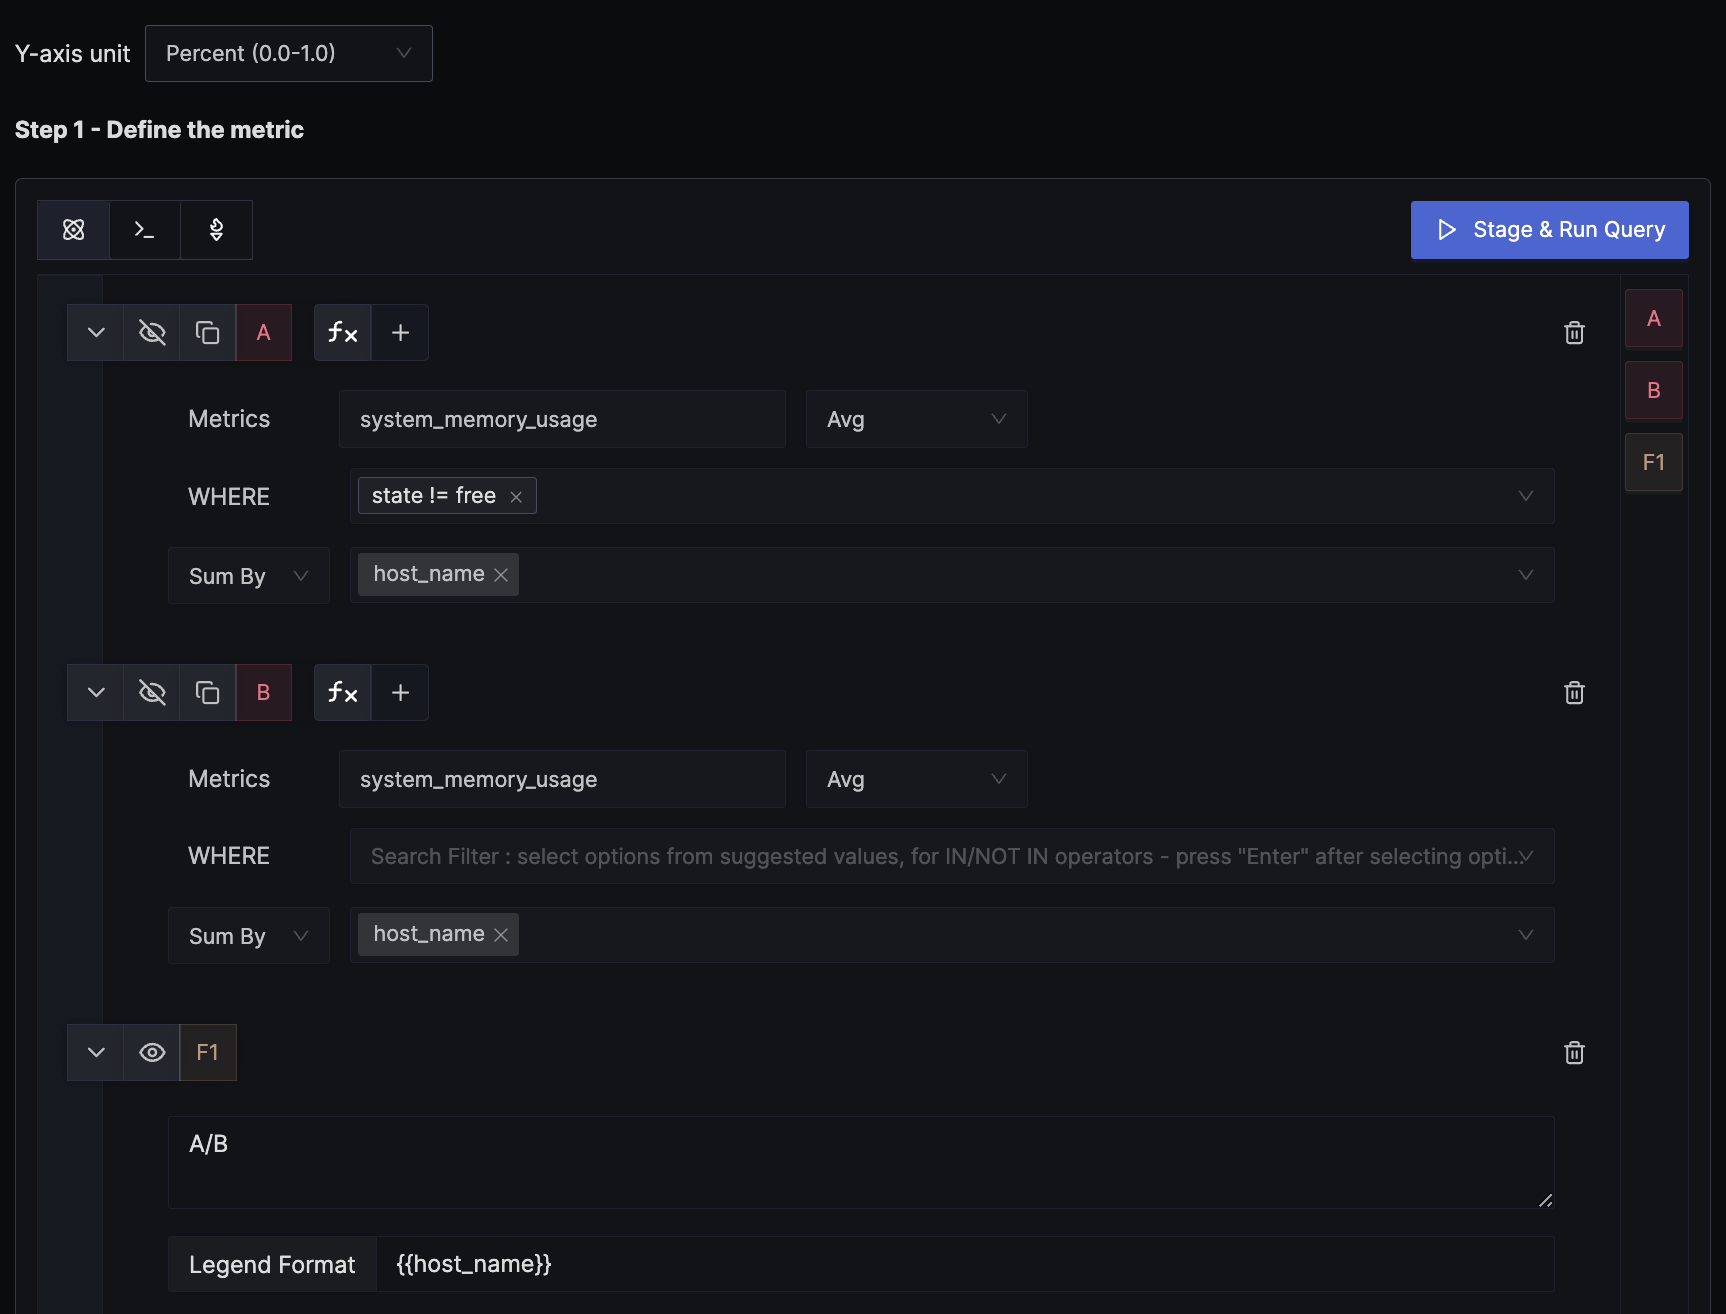 Y-axis unit Percent (0.0-1.0)
Step 1 - Define the metric
Stage & Run Query
A
A
B
F1
Metrics system_memory_usage Avg
WHERE state != free
Sum By host_name
B
Metrics system_memory_usage Avg
WHERE Search Filter : select options from suggested values, for IN/NOT IN operators - press "Enter" after selecting opti...
Sum By host_name
F1
A/B
Legend Format {{host_name}}